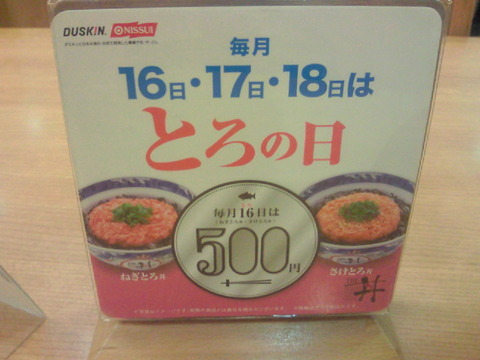 DUSKIN. NISSUI
毎月
16日・17日・18日は
とろの日
毎月16日は
500円
ねぎとろ丼
さけとろ丼
丼